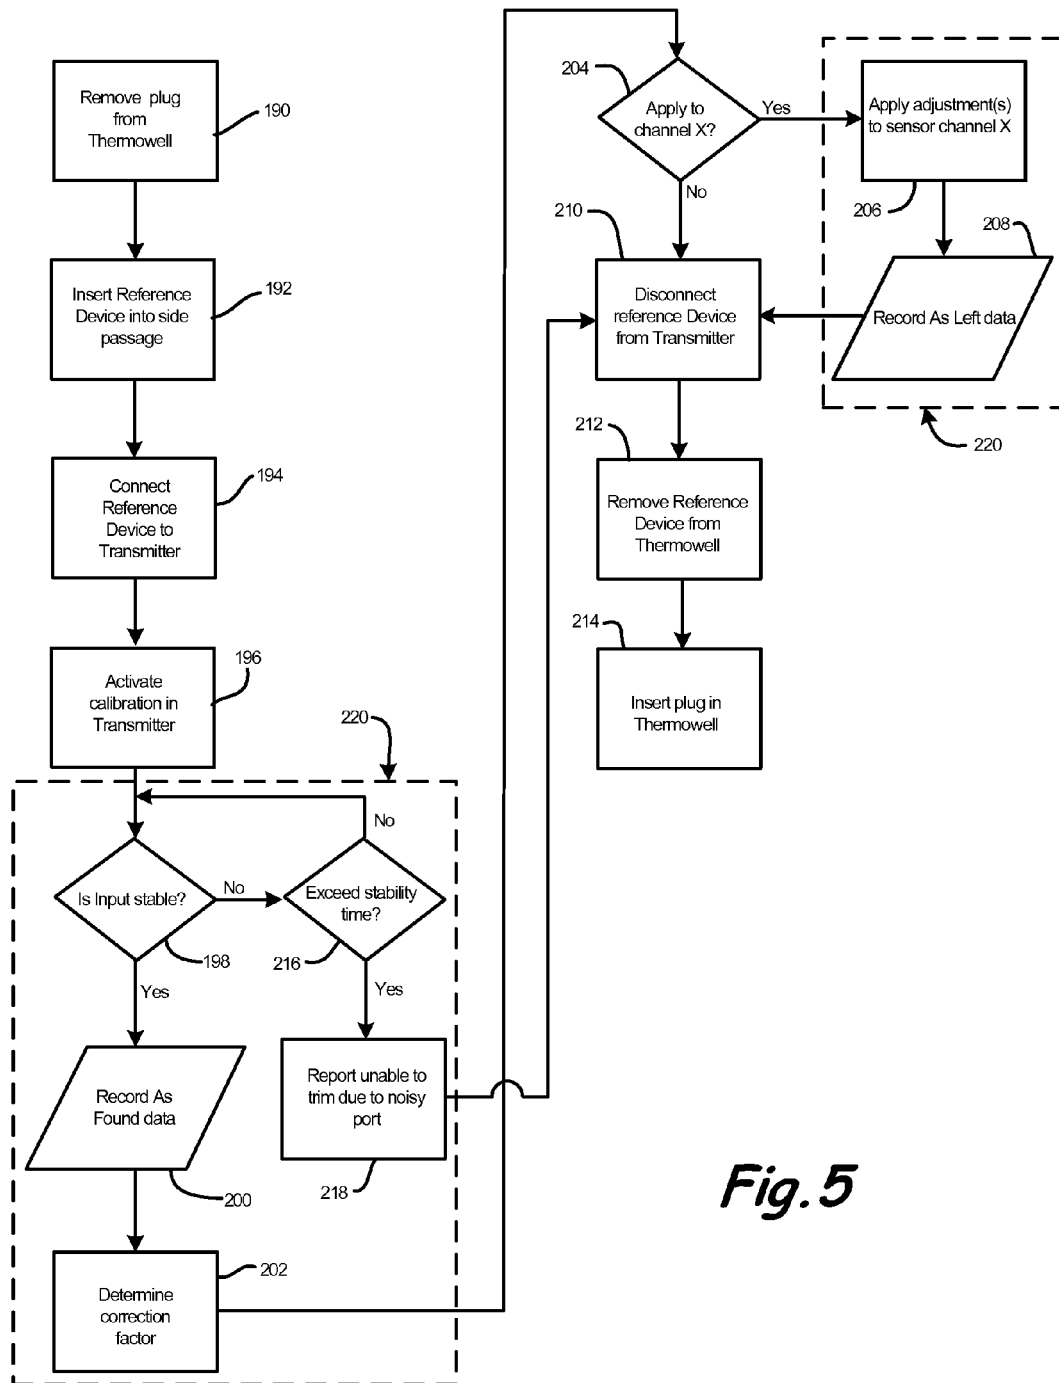 Remove plug
from
Thermowell
190
Insert Reference
Device into side
passage
192
Connect
Reference
Device to
Transmitter
194
Activate
calibration in
Transmitter
196
220
Is Input stable?
198
No
Yes
Exceed stability
time?
216
No
Yes
Record As
Found data
200
Report unable to
trim due to noisy
port
218
Determine
correction
factor
202
204
Apply to
channel X?
Yes
No
Apply adjustment(s)
to sensor channel X
206
208
Record As Left data
220
210
Disconnect
reference Device
from Transmitter
212
Remove Reference
Device from
Thermowell
214
Insert plug in
Thermowell
Fig.5